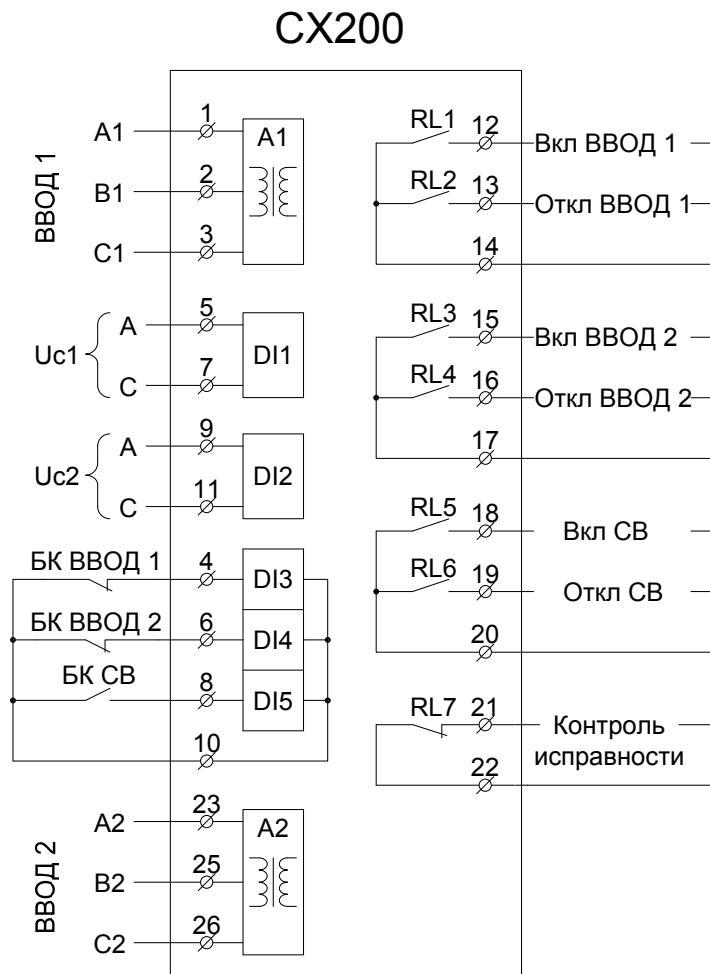 CX200
ВВОД 1
A1
1
B1
2
C1
3
A1
Uc1
A
5
C
7
DI1
Uc2
A
9
C
11
DI2
БК ВВОД 1
4
DI3
БК ВВОД 2
6
DI4
БК СВ
8
DI5
10
ВВОД 2
A2
23
B2
25
C2
26
A2
RL1
12
Вкл ВВОД 1
RL2
13
Откл ВВОД 1
14
RL3
15
Вкл ВВОД 2
RL4
16
Откл ВВОД 2
17
RL5
18
Вкл СВ
RL6
19
Откл СВ
20
RL7
21
Контроль
исправности
22